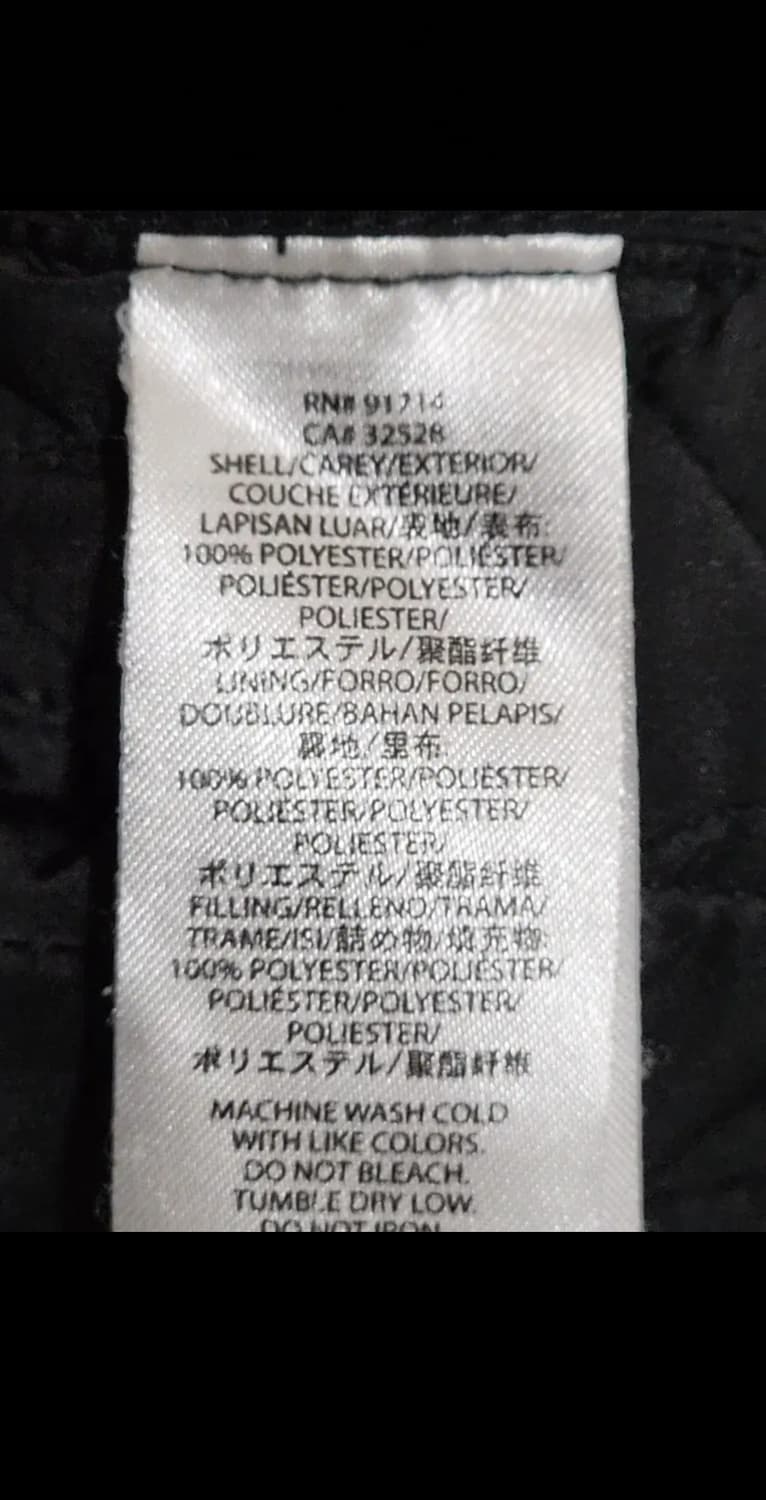 RN# 91714
CA# 32528
SHELL/CAREY/EXTERIOR/
COUCHE EXTÉRIEURE/
LAPISAN LUAR/表地/表布:
100% POLYESTER/POLIÉSTER/
POLIÉSTER/POLYESTER/
POLIESTER/
ポリエステル/聚酯纤维
LINING/FORRO/FORRO/
DOUBLURE/BAHAN PELAPIS/
裏地/里布:
100% POLYESTER/POLIÉSTER/
POLIÉSTER/POLYESTER/
POLIESTER/
ポリエステル/聚酯纤维
FILLING/RELLENO/TRAMA/
TRAME/ISI/詰め物/填充物:
100% POLYESTER/POLIÉSTER/
POLIÉSTER/POLYESTER/
POLIESTER/
ポリエステル/聚酯纤维
MACHINE WASH COLD
WITH LIKE COLORS.
DO NOT BLEACH.
TUMBLE DRY LOW.
DO NOT IRON